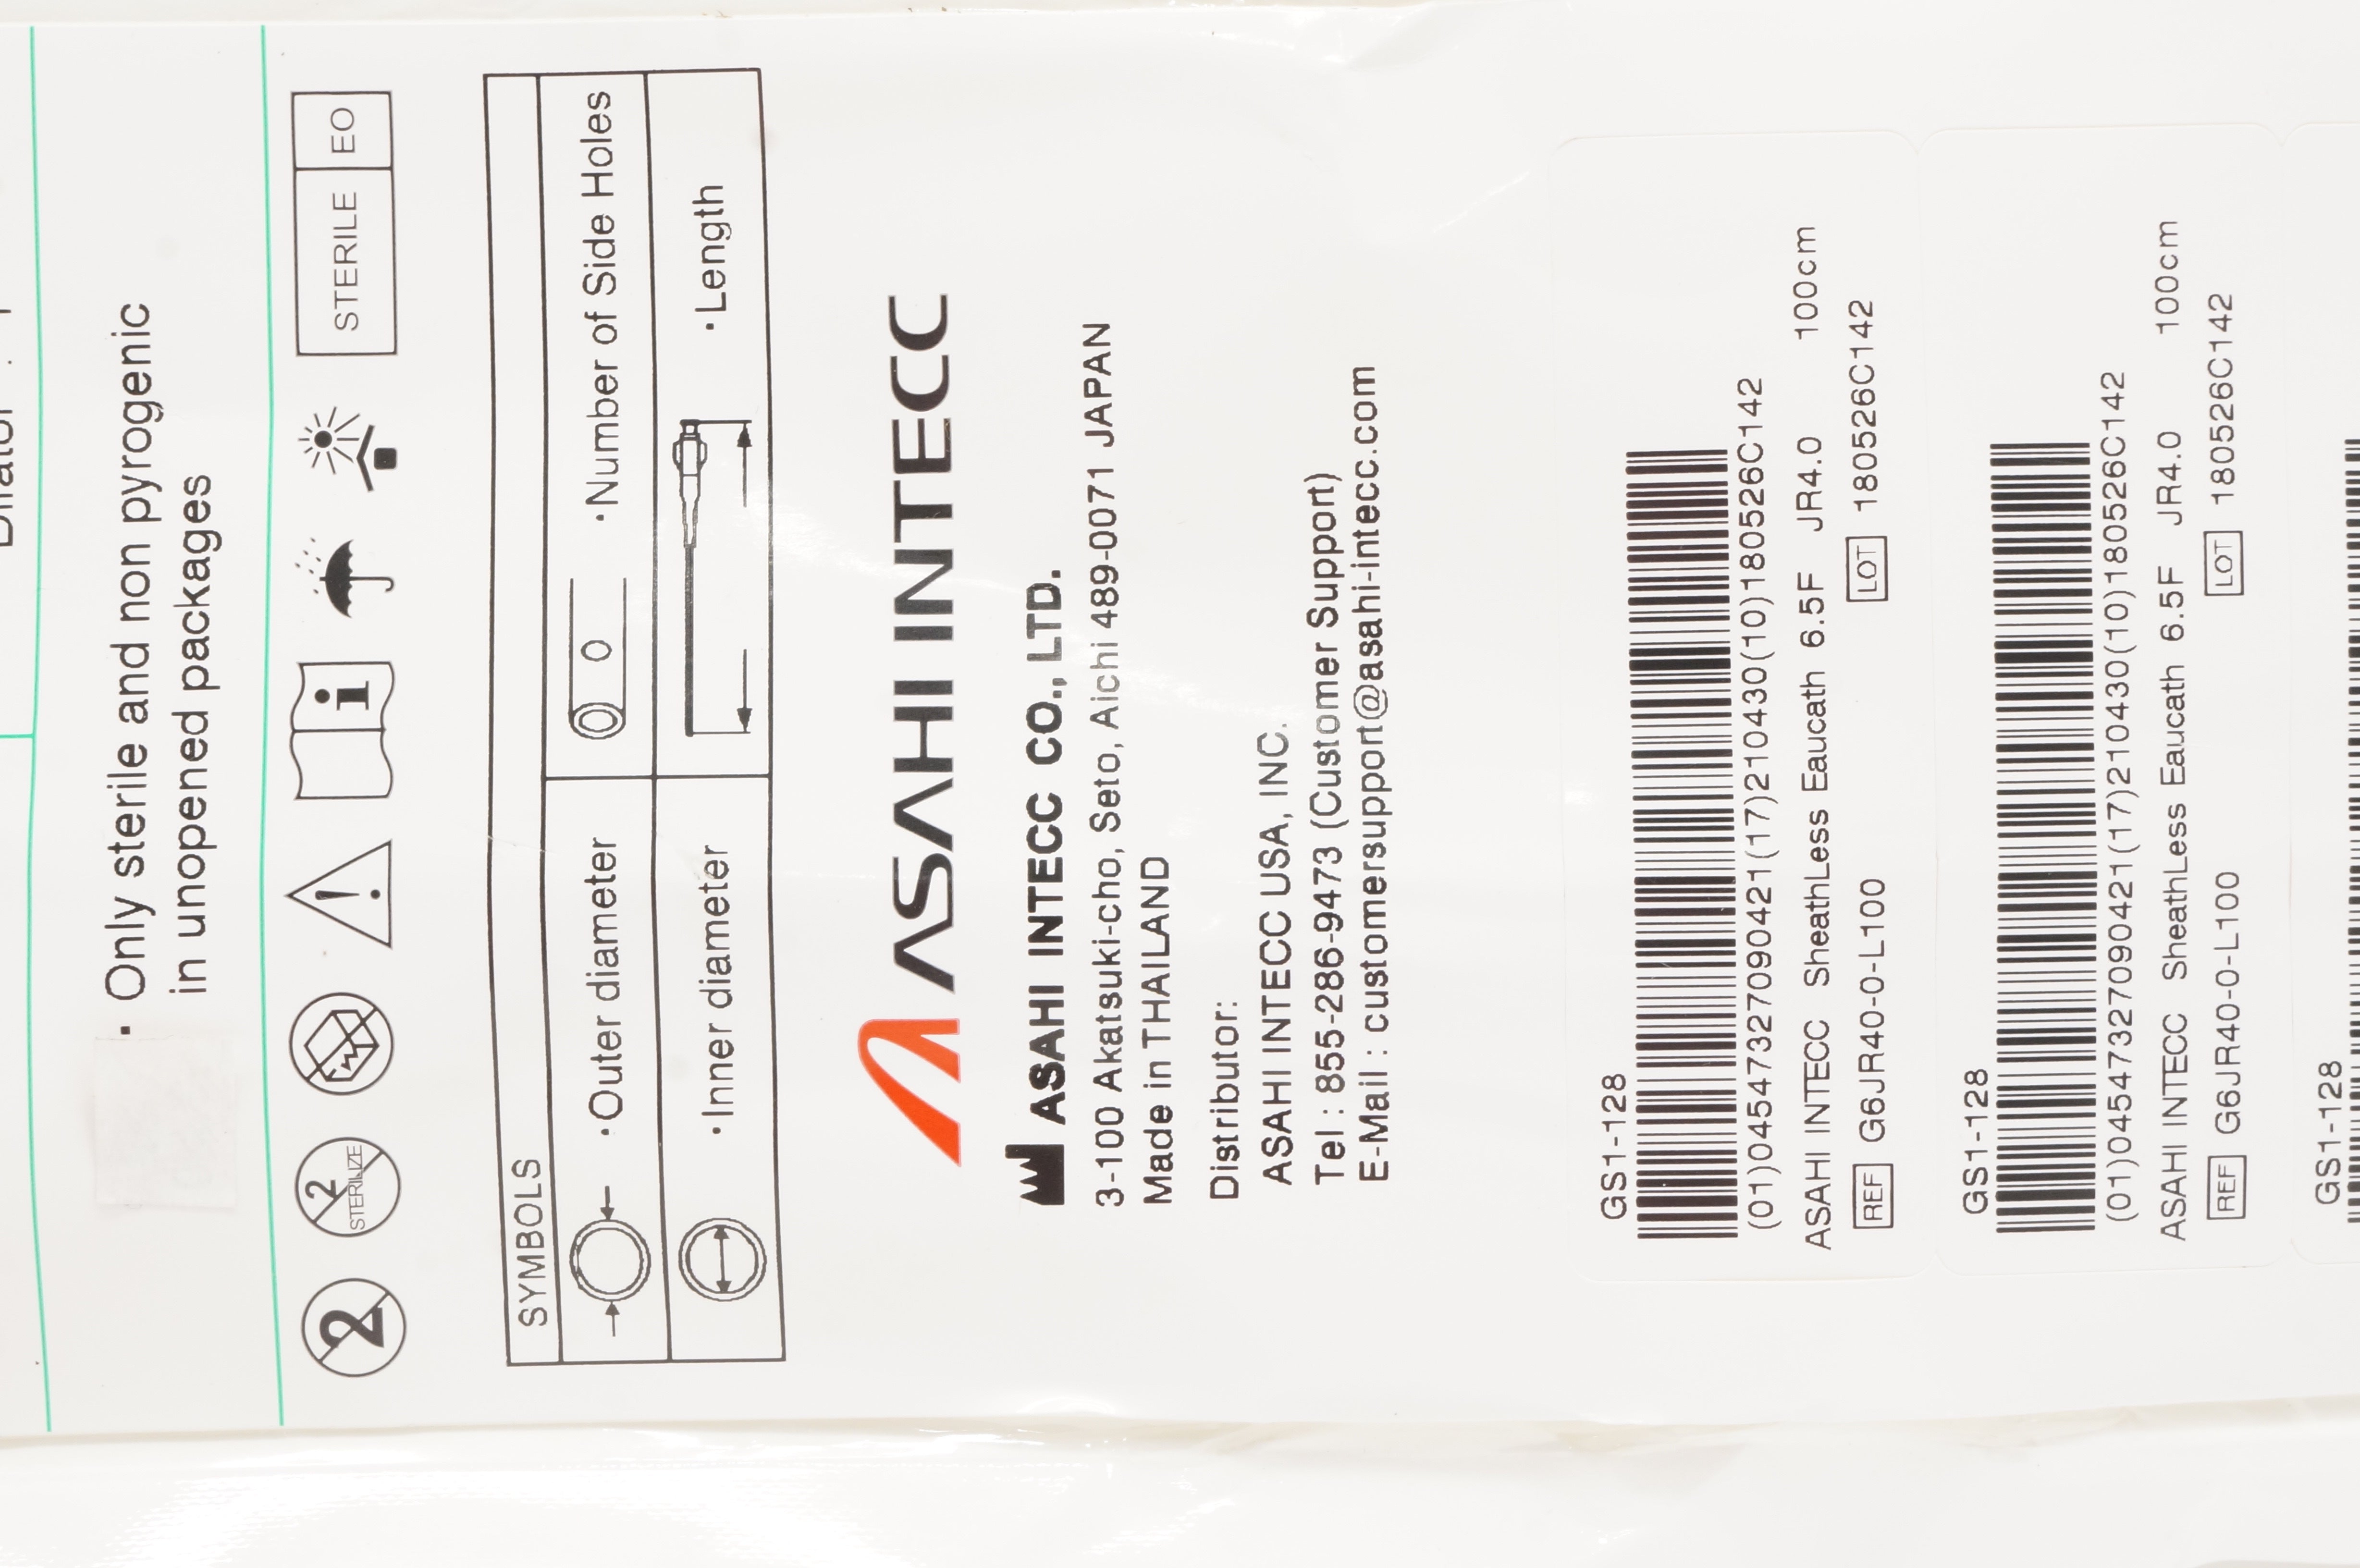 · Only sterile and non pyrogenic
in unopened packages
2
2
STERILIZE
STERILE EO
SYMBOLS
·Outer diameter
·Number of Side Holes
·Inner diameter
·Length
ASAHI INTECC
ASAHI INTECC CO., LTD.
3-100 Akatsuki-cho, Seto, Aichi 489-0071 JAPAN
Made in THAILAND
Distributor:
ASAHI INTECC USA, INC.
Tel : 855-286-9473 (Customer Support)
E-Mail : customersupport@asahi-intecc.com
GS1-128
(01)04547327090421(17)210430(10)180526C142
ASAHI INTECC SheathLess Eaucath 6.5F JR4.0 100cm
REF G6JR40-0-L100 LOT 180526C142
GS1-128
(01)04547327090421(17)210430(10)180526C142
ASAHI INTECC SheathLess Eaucath 6.5F JR4.0 100cm
REF G6JR40-0-L100 LOT 180526C142
GS1-128